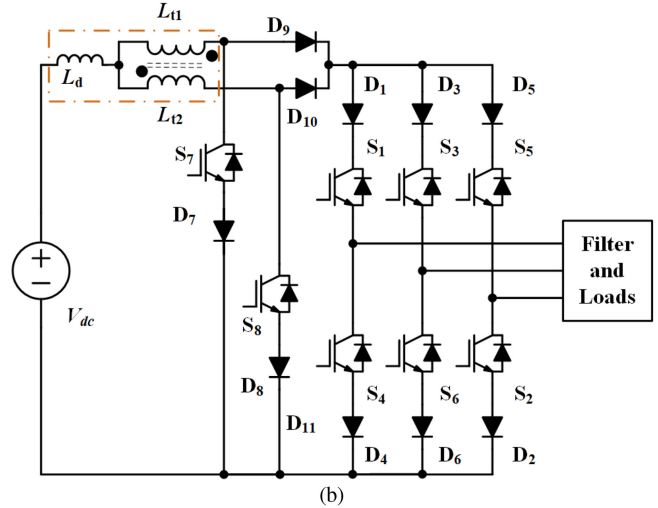 Lt1
D9
Ld
D1 D3 D5
Lt2
D10
S7 S1 S3 S5
D7
Filter
and
Loads
Vdc
S8
D8 S4 S6 S2
D11
D4 D6 D2
(b)